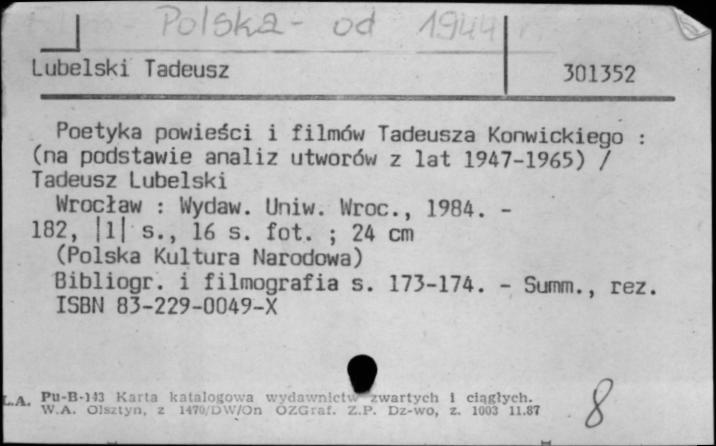 Film - Polska - od 1944 r.
Lubelski Tadeusz 301352
Poetyka powieści i filmów Tadeusza Konwickiego :
(na podstawie analiz utworów z lat 1947-1965) /
Tadeusz Lubelski
Wrocław : Wydaw. Uniw. Wroc., 1984. -
182, |1| s., 16 s. fot. ; 24 cm
(Polska Kultura Narodowa)
Bibliogr. i filmografia s. 173-174. - Summ., rez.
ISBN 83-229-0049-X
L.A. Pu-B-143 Karta katalogowa wydawnictw zwartych i ciągłych.
W.A. Olsztyn, z 1470/DW/On OZGraf. Z.P. Dz-wo, z. 1003 11.87
8